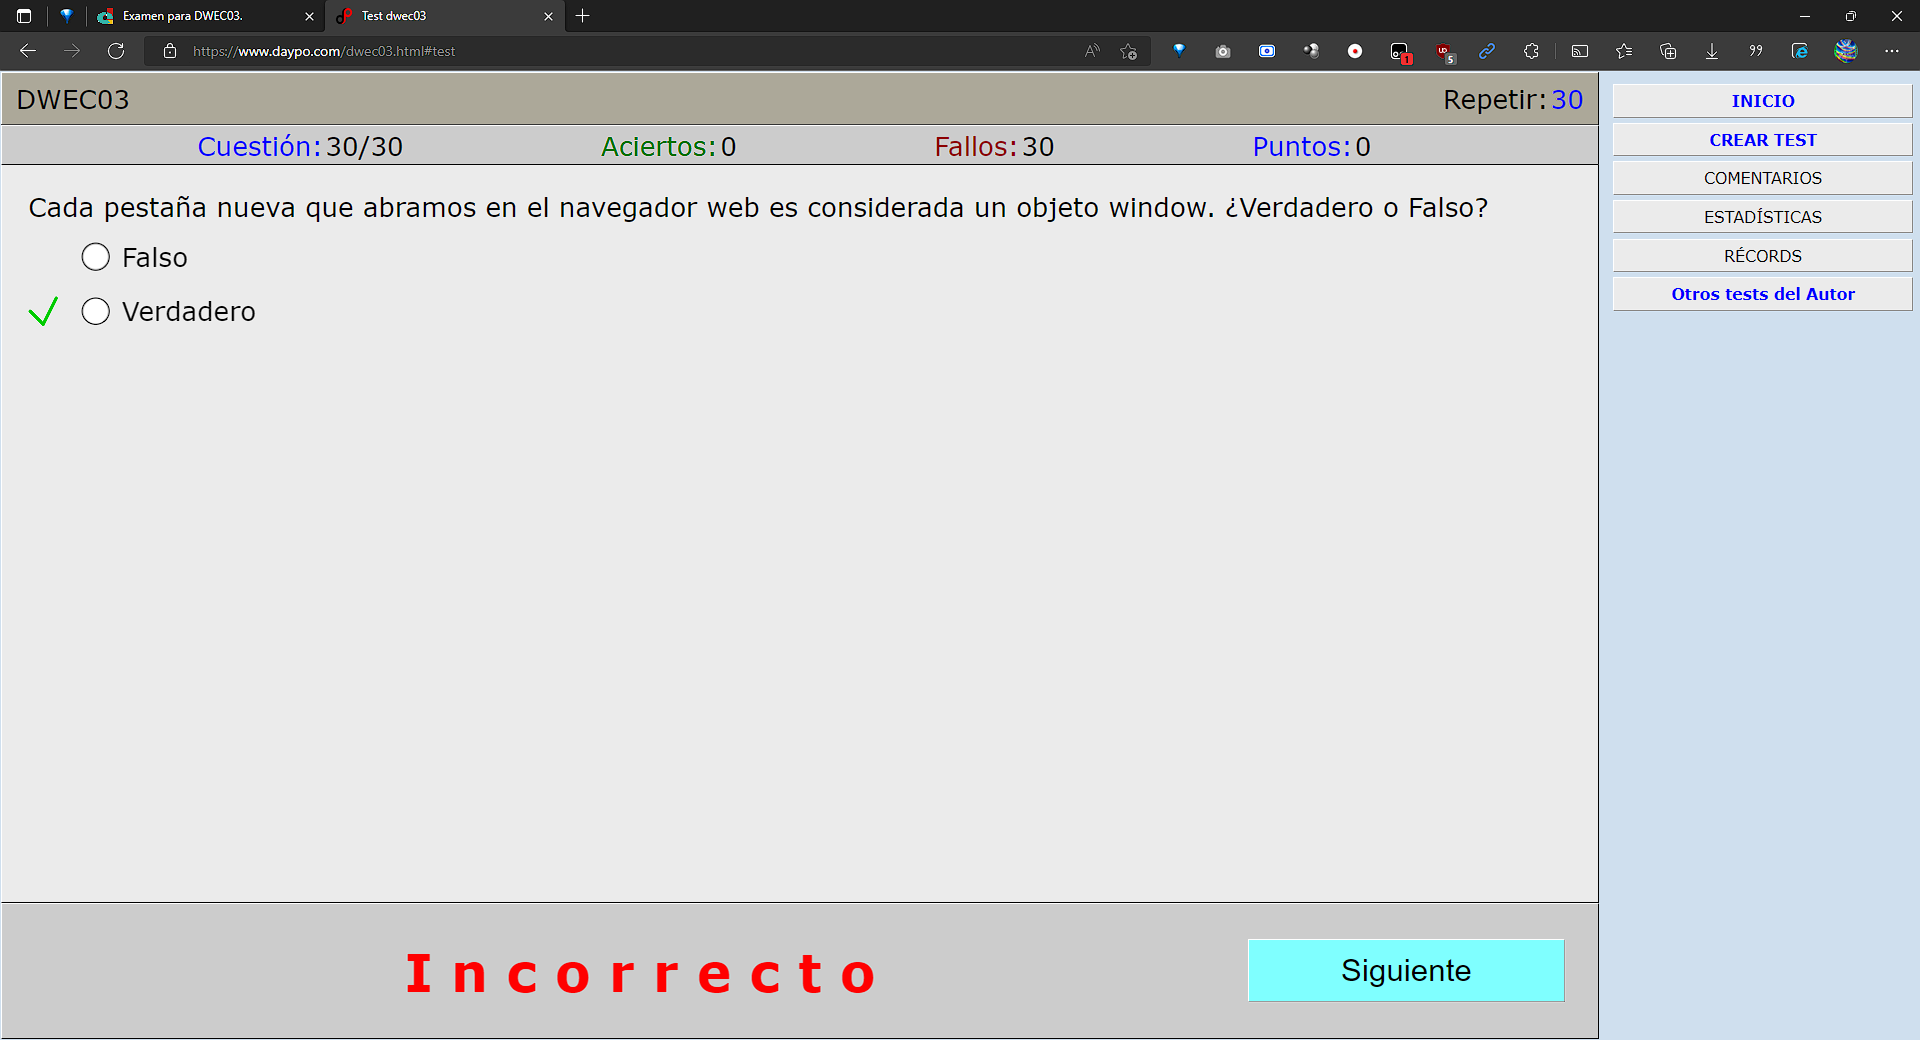 Examen para DWEC03.
Test dwec03
https://www.daypo.com/dwec03.html#test
1
5
DWEC03
Repetir: 30
Cuestión: 30/30 Aciertos: 0 Fallos: 30 Puntos: 0
Cada pestaña nueva que abramos en el navegador web es considerada un objeto window. ¿Verdadero o Falso?
Falso
Verdadero
Incorrecto
Siguiente
INICIO
CREAR TEST
COMENTARIOS
ESTADÍSTICAS
RÉCORDS
Otros tests del Autor